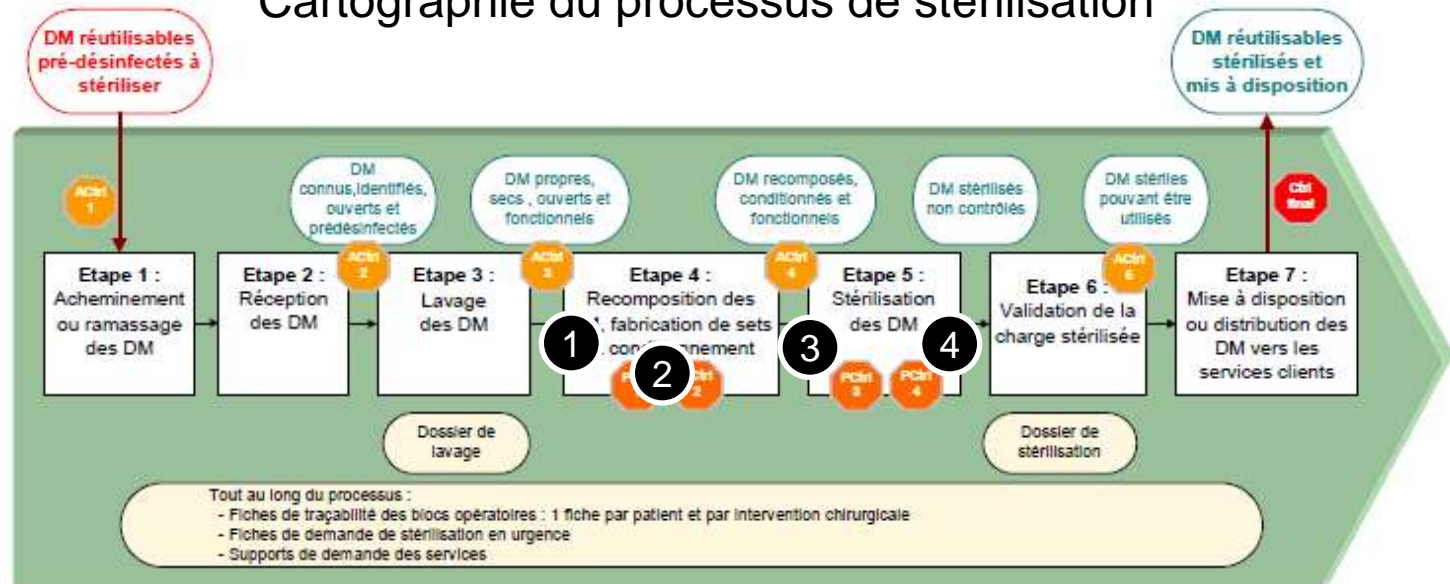 Cartographie du processus de stérilisation
DM réutilisables
pré-désinfectés à
stériliser
DM réutilisables
stérilisés et
mis à disposition
ACtrl
1
DM
connus,identifiés,
ouverts et
prédésinfectés
DM propres,
secs , ouverts et
fonctionnels
DM recomposés,
conditionnés et
fonctionnels
DM stérilisés
non contrôlés
DM stériles
pouvant être
utilisés
Ctrl
final
ACtrl
2
ACtrl
3
ACtrl
4
ACtrl
6
Etape 1 :
Acheminement
ou ramassage
des DM
Etape 2 :
Réception
des DM
Etape 3 :
Lavage
des DM
Etape 4 :
Recomposition des
, fabrication de sets
Etape 5 :
Stérilisation
des DM
Etape 6 :
Validation de la
charge stérilisée
Etape 7 :
Mise à disposition
ou distribution des
DM vers les
services clients
1
2
3
4
2
PCtrl
3
PCtrl
4
Dossier de
lavage
Dossier de
stérilisation
Tout au long du processus :
- Fiches de traçabilité des blocs opératoires : 1 fiche par patient et par intervention chirurgicale
- Fiches de demande de stérilisation en urgence
- Supports de demande des services